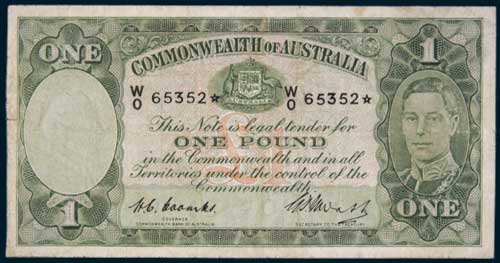 ONE
COMMONWEALTH OF AUSTRALIA
1
W/0 65352★ W/0 65352★
AUSTRALIA
This Note is legal tender for
ONE POUND
in the Commonwealth and in all
Territories under the control of the
Commonwealth.
GOVERNOR
COMMONWEALTH BANK OF AUSTRALIA
SECRETARY TO THE TREASURY
1
ONE